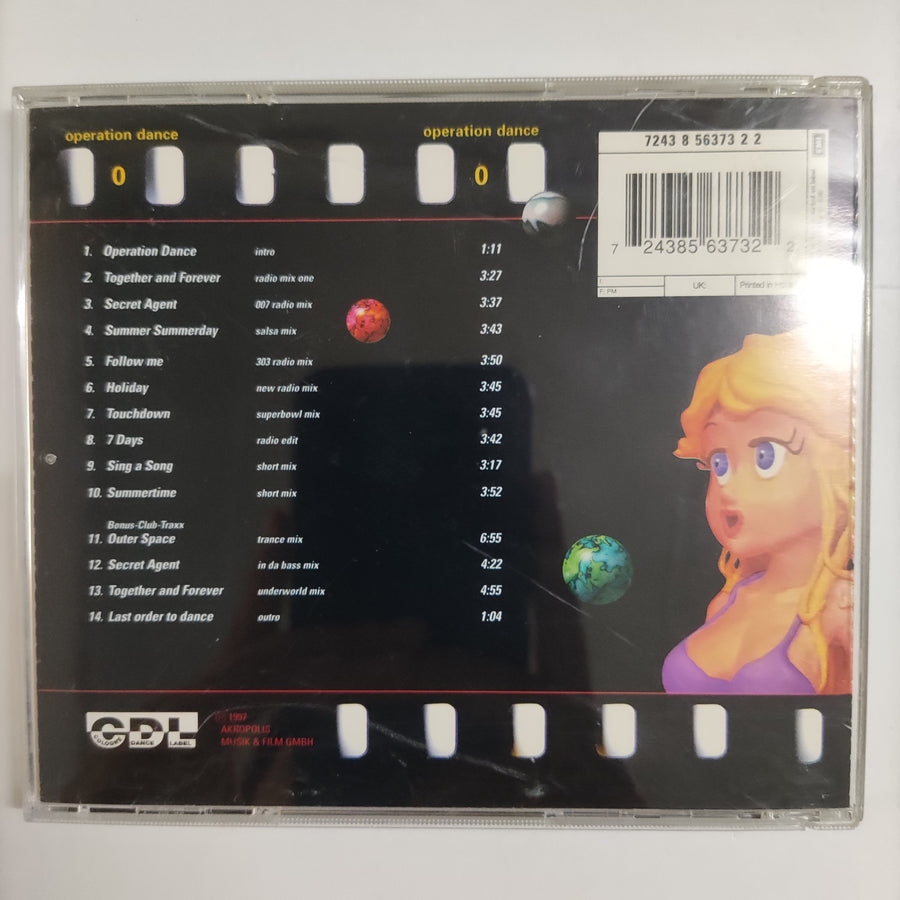 operation dance
operation dance
0
0
7243 8 56373 2 2
7 24385 63732 2
UK:
Printed in
1. Operation Dance intro 1:11
2. Together and Forever radio mix one 3:27
3. Secret Agent 007 radio mix 3:37
4. Summer Summerday salsa mix 3:43
5. Follow me 303 radio mix 3:50
6. Holiday new radio mix 3:45
7. Touchdown superbowl mix 3:45
8. 7 Days radio edit 3:42
9. Sing a Song short mix 3:17
10. Summertime short mix 3:52
Bonus-Club-Traxx
11. Outer Space trance mix 6:55
12. Secret Agent in da bass mix 4:22
13. Together and Forever underworld mix 4:55
14. Last order to dance outro 1:04
CDL
COLOGNE DANCE LABEL
℗ 1997
AKROPOLIS
MUSIK & FILM GMBH